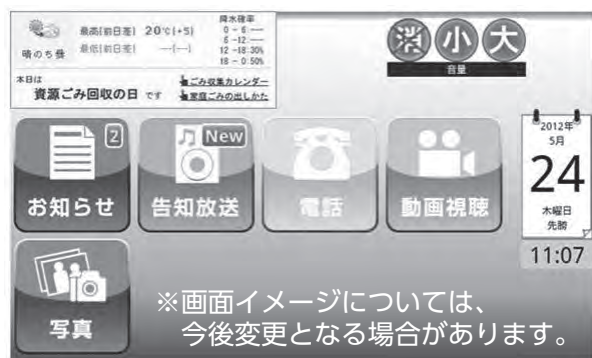 晴のち曇
最高[前日差] 20℃[+5]
最低[前日差] ―[―]
降水確率
0 - 6:―
6 -12:―
12 -18:30%
18 - 0:50%
本日は
資源ごみ回収の日 です
ごみ収集カレンダー
家庭ごみの出しかた
消 小 大
音量
2
お知らせ
New
告知放送
電話
動画視聴
2012年
5月
24
木曜日
先勝
11:07
写真
※画面イメージについては、
今後変更となる場合があります。